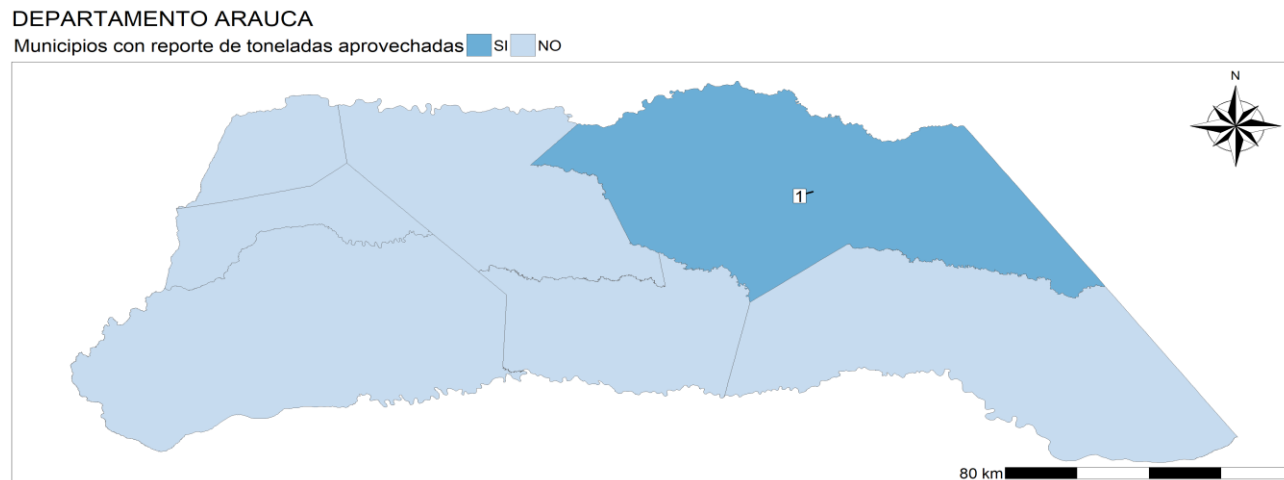 DEPARTAMENTO ARAUCA
Municipios con reporte de toneladas aprovechadas SI NO
N
1
80 km